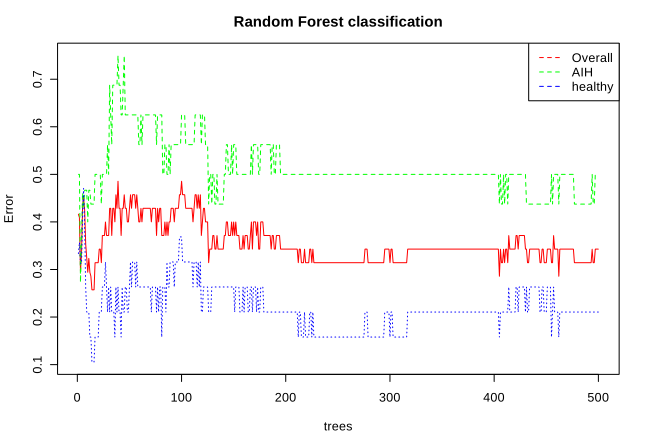 Random Forest classification
Overall
AIH
healthy
Error
0.7
0.6
0.5
0.4
0.3
0.2
0.1
0 100 200 300 400 500
trees